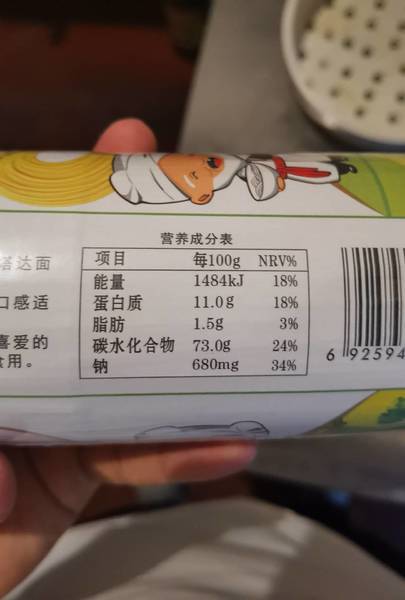 营养成分表
项目 每100g NRV%
能量 1484kJ 18%
蛋白质 11.0g 18%
脂肪 1.5g 3%
碳水化合物 73.0g 24%
钠 680mg 34%
塔达面
口感适
喜爱的
食用。
6 92594